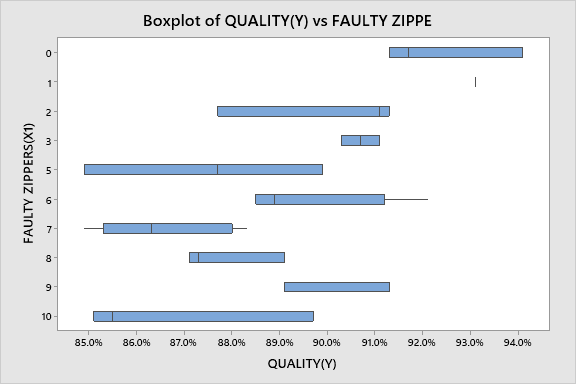 Boxplot of QUALITY(Y) vs FAULTY ZIPPE
FAULTY ZIPPERS(X1)
0
1
2
3
5
6
7
8
9
10
85.0% 86.0% 87.0% 88.0% 89.0% 90.0% 91.0% 92.0% 93.0% 94.0%
QUALITY(Y)